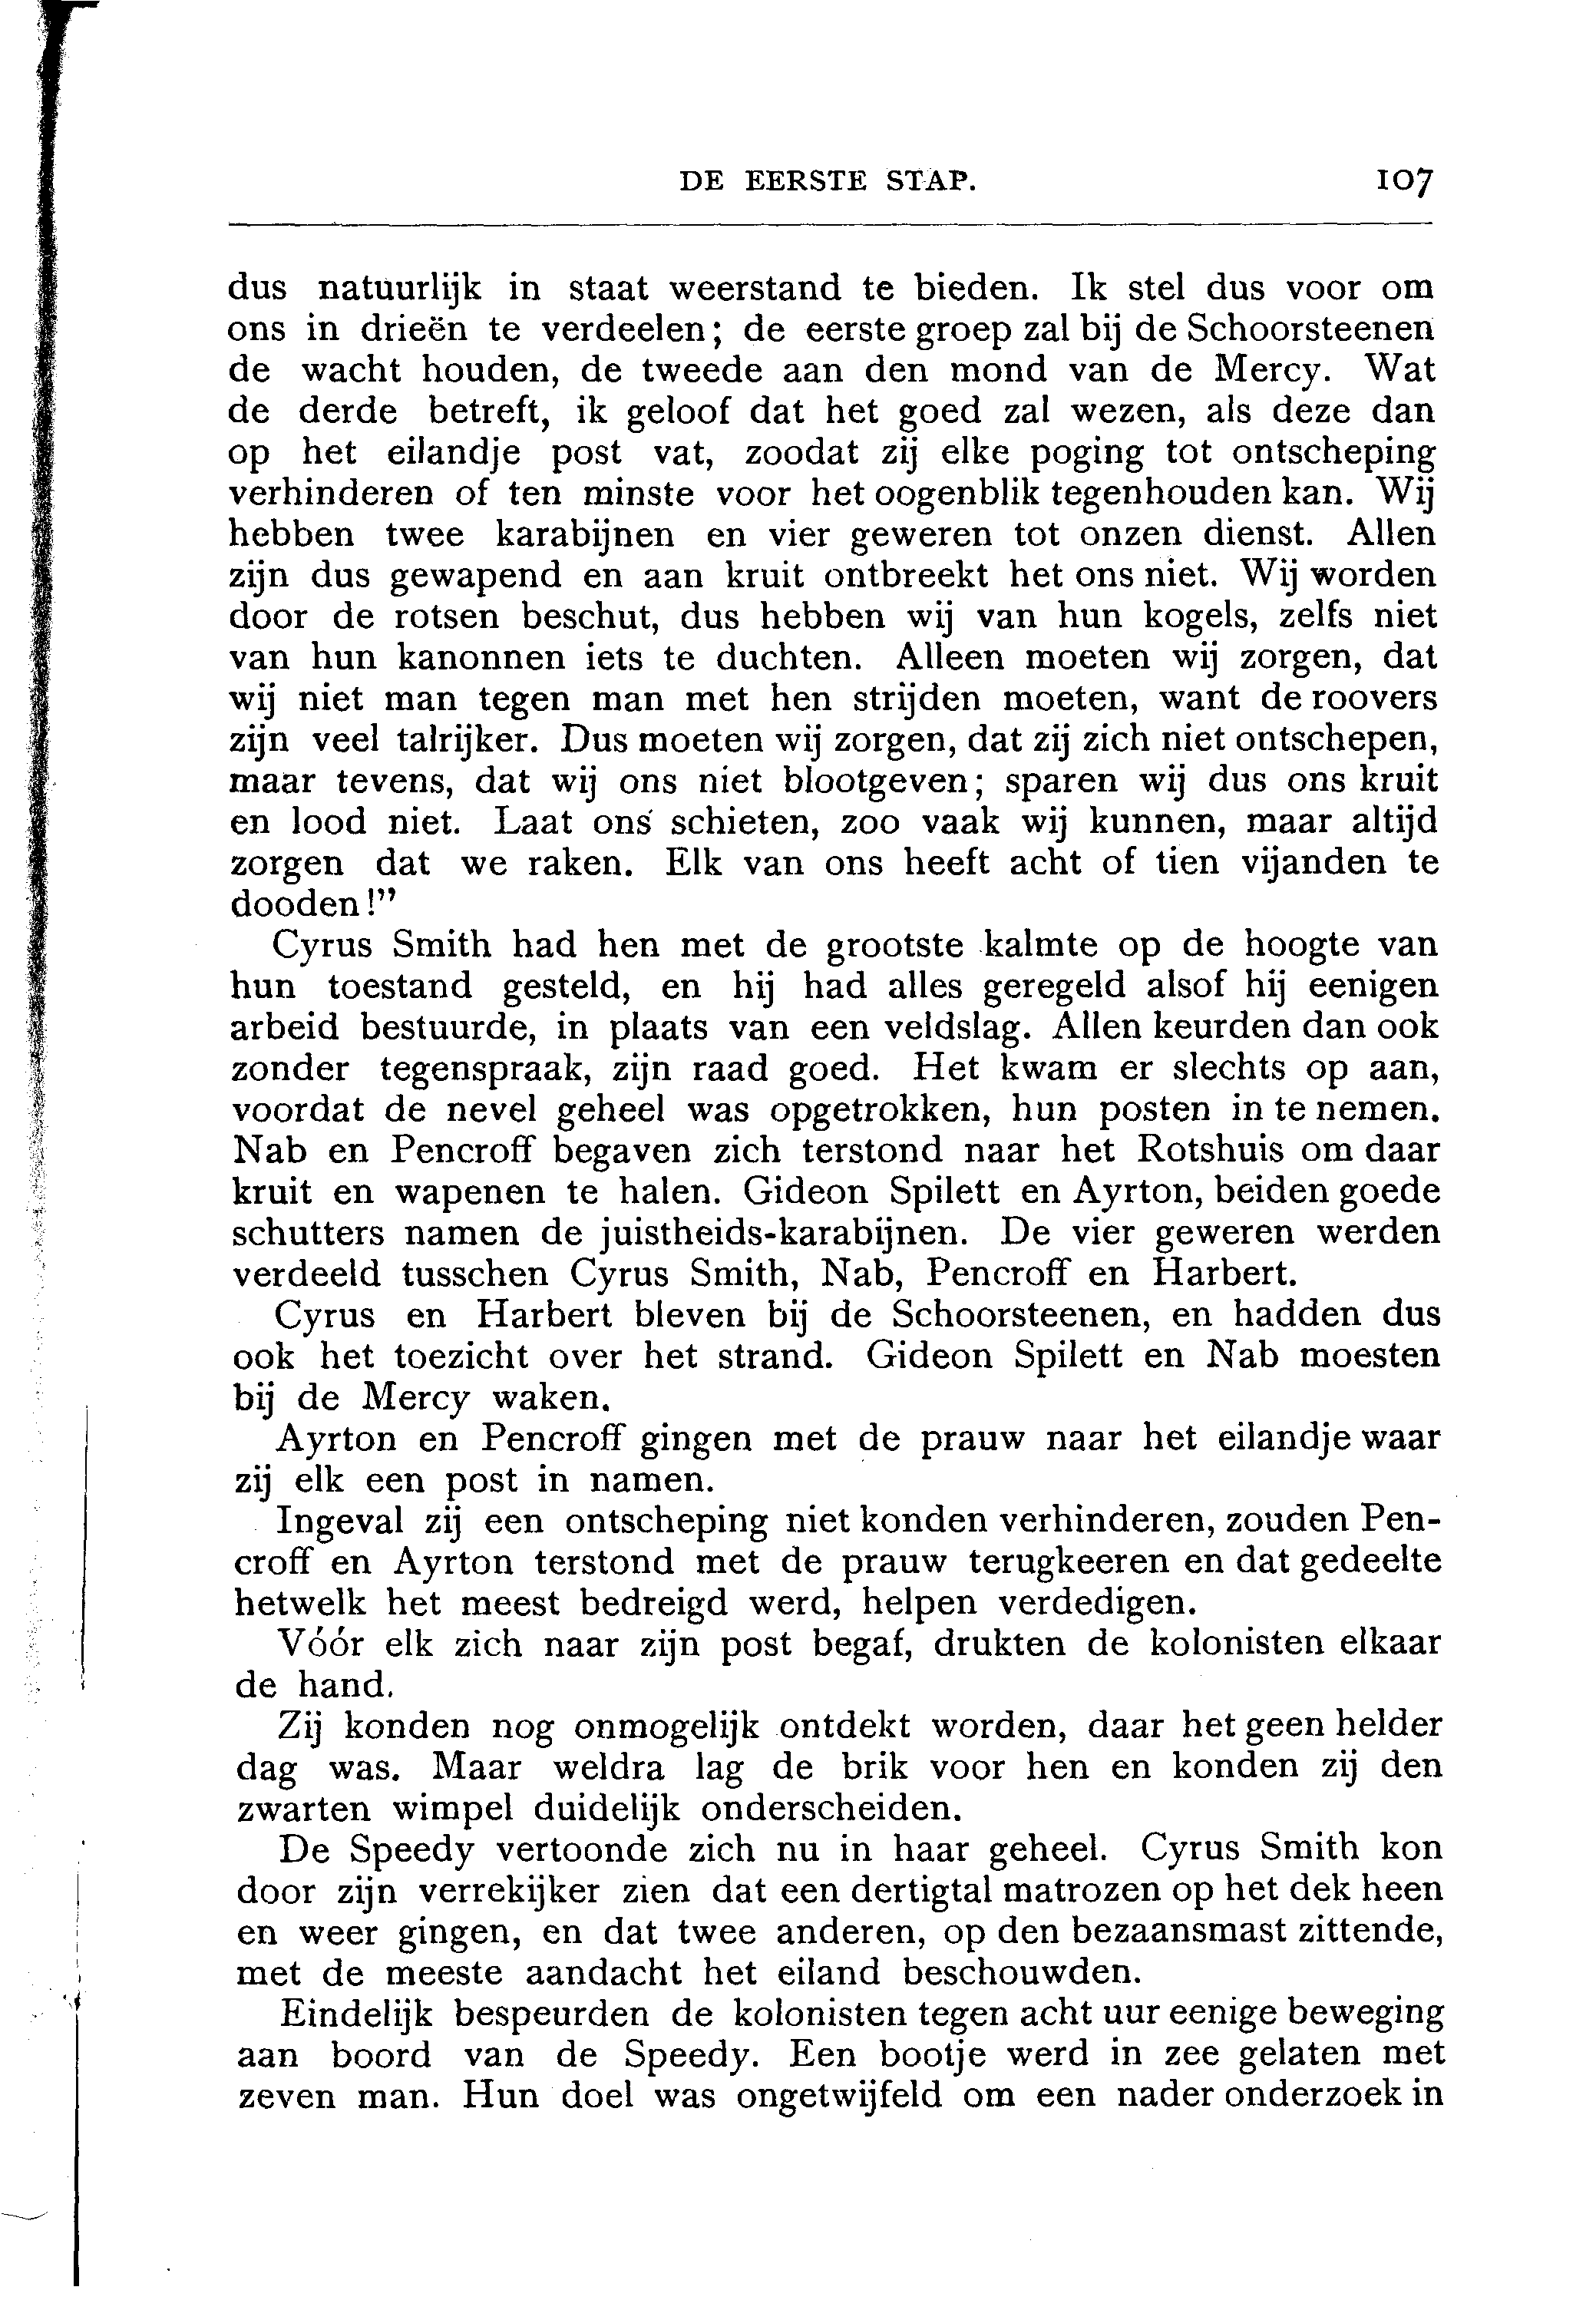 DE EERSTE STAP. 107
dus natuurlijk in staat weerstand te bieden. Ik stel dus voor om
ons in drieën te verdeelen; de eerste groep zal bij de Schoorsteenen
de wacht houden, de tweede aan den mond van de Mercy. Wat
de derde betreft, ik geloof dat het goed zal wezen, als deze dan
op het eilandje post vat, zoodat zij elke poging tot ontscheping
verhinderen of ten minste voor het oogenblik tegenhouden kan. Wij
hebben twee karabijnen en vier geweren tot onzen dienst. Allen
zijn dus gewapend en aan kruit ontbreekt het ons niet. Wij worden
door de rotsen beschut, dus hebben wij van hun kogels, zelfs niet
van hun kanonnen iets te duchten. Alleen moeten wij zorgen, dat
wij niet man tegen man met hen strijden moeten, want de roovers
zijn veel talrijker. Dus moeten wij zorgen, dat zij zich niet ontschepen,
maar tevens, dat wij ons niet blootgeven; sparen wij dus ons kruit
en lood niet. Laat ons schieten, zoo vaak wij kunnen, maar altijd
zorgen dat we raken. Elk van ons heeft acht of tien vijanden te
dooden!”
Cyrus Smith had hen met de grootste kalmte op de hoogte van
hun toestand gesteld, en hij had alles geregeld alsof hij eenigen
arbeid bestuurde, in plaats van een veldslag. Allen keurden dan ook
zonder tegenspraak, zijn raad goed. Het kwam er slechts op aan,
voordat de nevel geheel was opgetrokken, hun posten in te nemen.
Nab en Pencroff begaven zich terstond naar het Rotshuis om daar
kruit en wapenen te halen. Gideon Spilett en Ayrton, beiden goede
schutters namen de juistheids-karabijnen. De vier geweren werden
verdeeld tusschen Cyrus Smith, Nab, Pencroff en Harbert.
Cyrus en Harbert bleven bij de Schoorsteenen, en hadden dus
ook het toezicht over het strand. Gideon Spilett en Nab moesten
bij de Mercy waken.
Ayrton en Pencroff gingen met de prauw naar het eilandje waar
zij elk een post in namen.
Ingeval zij een ontscheping niet konden verhinderen, zouden Pen-
croff en Ayrton terstond met de prauw terugkeeren en dat gedeelte
hetwelk het meest bedreigd werd, helpen verdedigen.
Vóór elk zich naar zijn post begaf, drukten de kolonisten elkaar
de hand.
Zij konden nog onmogelijk ontdekt worden, daar het geen helder
dag was. Maar weldra lag de brik voor hen en konden zij den
zwarten wimpel duidelijk onderscheiden.
De Speedy vertoonde zich nu in haar geheel. Cyrus Smith kon
door zijn verrekijker zien dat een dertigtal matrozen op het dek heen
en weer gingen, en dat twee anderen, op den bezaansmast zittende,
met de meeste aandacht het eiland beschouwden.
Eindelijk bespeurden de kolonisten tegen acht uur eenige beweging
aan boord van de Speedy. Een bootje werd in zee gelaten met
zeven man. Hun doel was ongetwijfeld om een nader onderzoek in